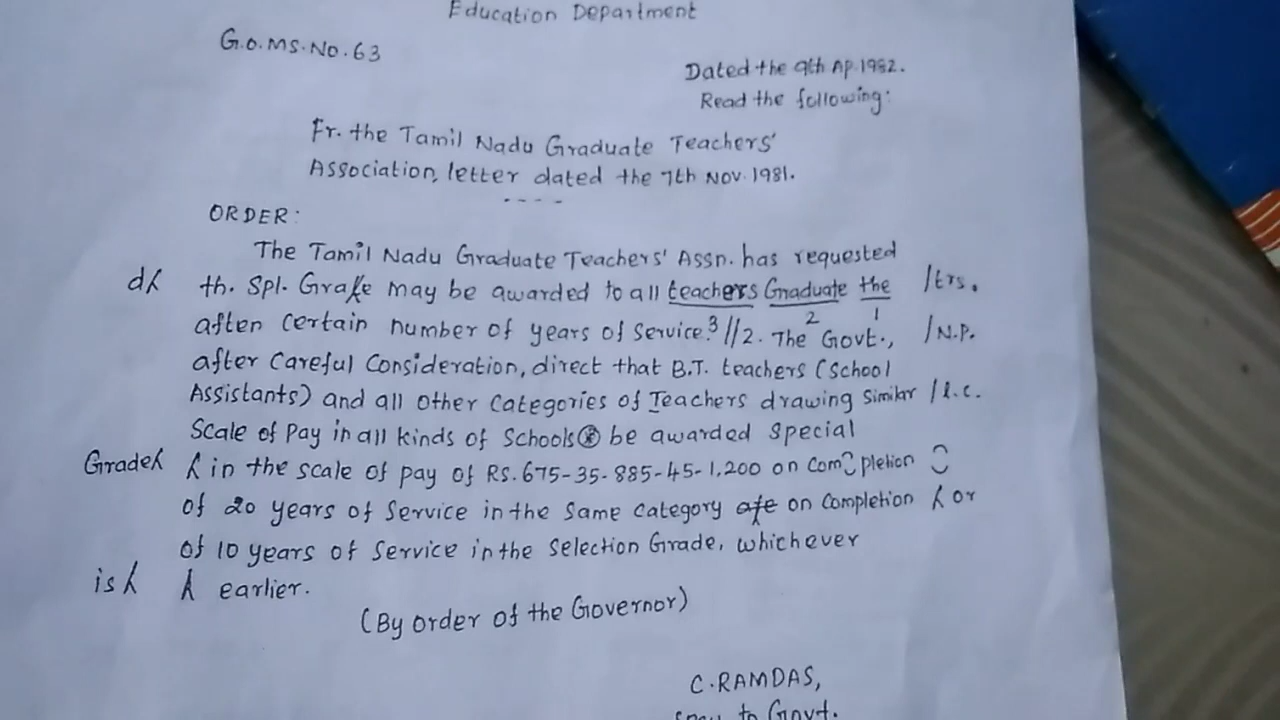 Education Department
G.O.MS.NO.63
Dated the 9th Ap.1982.
Read the following:
Fr. the Tamil Nadu Graduate Teachers'
Association, letter dated the 7th NOV.1981.
----
ORDER:
The Tamil Nadu Graduate Teachers' Assn. has requested
d⁁ th. Spl. Grake may be awarded to all teachers Graduate the /trs.
3 2 1
after certain number of years of service.//2. The Govt., /N.P.
after careful consideration, direct that B.T. teachers (School
Assistants) and all other categories of Teachers drawing similar /l.c.
scale of pay in all kinds of Schools be awarded special
Grade⁁ ⁁ in the scale of pay of Rs.675-35-885-45-1,200 on completion
of 20 years of service in the same category on completion ⁁ or
of 10 years of service in the Selection Grade, whichever
is⁁ ⁁ earlier.
(By order of the Governor)
C.RAMDAS,
to Govt.